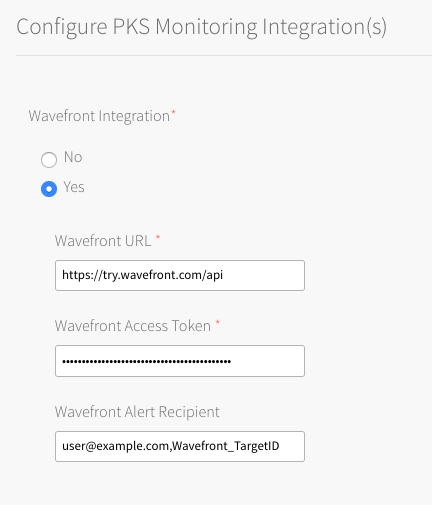 Configure PKS Monitoring Integration(s)
Wavefront Integration*
No
Yes
Wavefront URL *
https://try.wavefront.com/api
Wavefront Access Token *
••••••••••••••••••••••••••••••••••••••••••
Wavefront Alert Recipient
user@example.com,Wavefront_TargetID